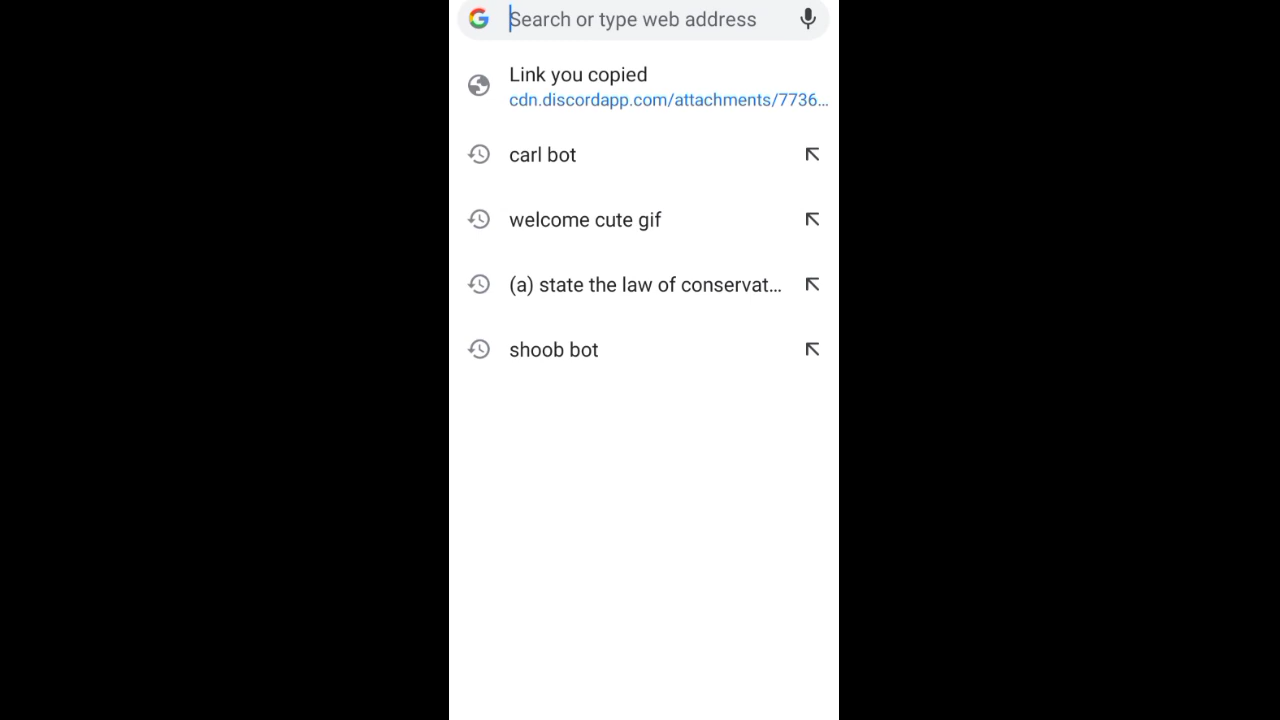 Search or type web address
Link you copied
cdn.discordapp.com/attachments/7736...
carl bot
welcome cute gif
(a) state the law of conservat...
shoob bot